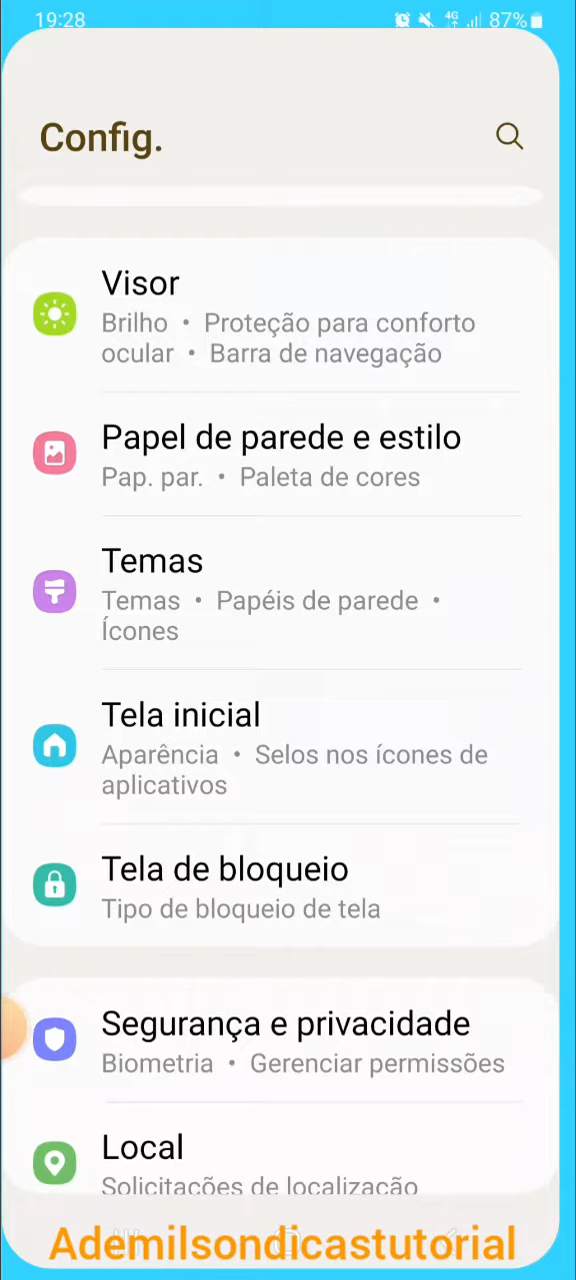 19:28
4G
87%
Config.
Visor
Brilho • Proteção para conforto
ocular • Barra de navegação
Papel de parede e estilo
Pap. par. • Paleta de cores
Temas
Temas • Papéis de parede •
Ícones
Tela inicial
Aparência • Selos nos ícones de
aplicativos
Tela de bloqueio
Tipo de bloqueio de tela
Segurança e privacidade
Biometria • Gerenciar permissões
Local
Solicitações de localização
Ademilsondicastutorial